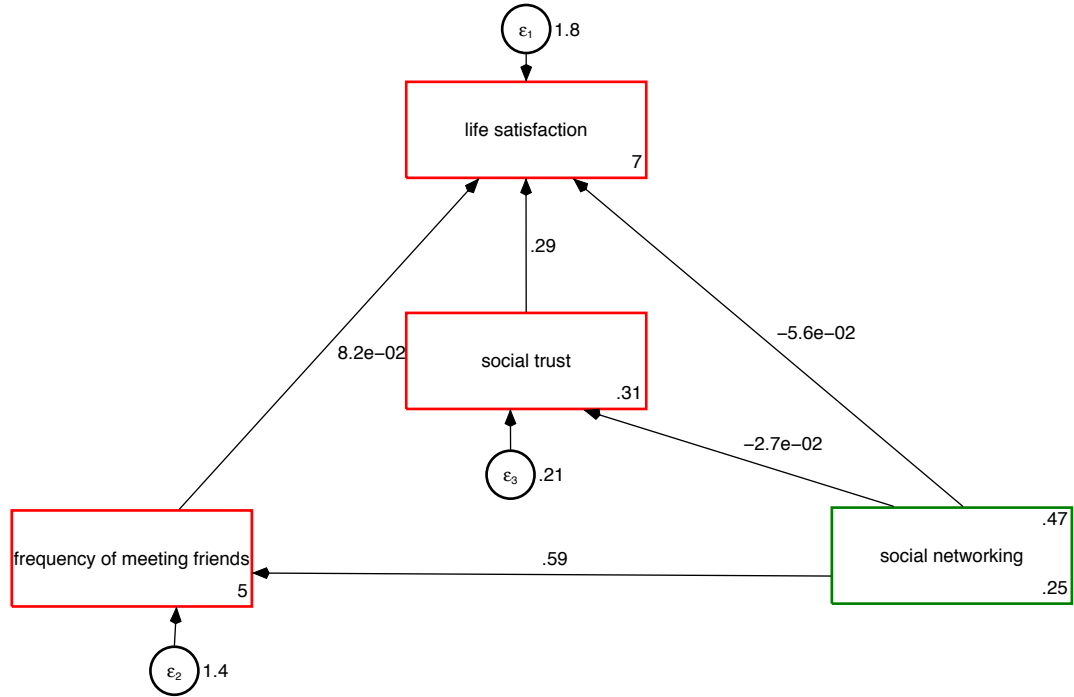 ε₁ 1.8
life satisfaction
7
.29
−5.6e−02
8.2e−02
social trust
.31
−2.7e−02
ε₃ .21
.47
frequency of meeting friends
.59
social networking
5
.25
ε₂ 1.4